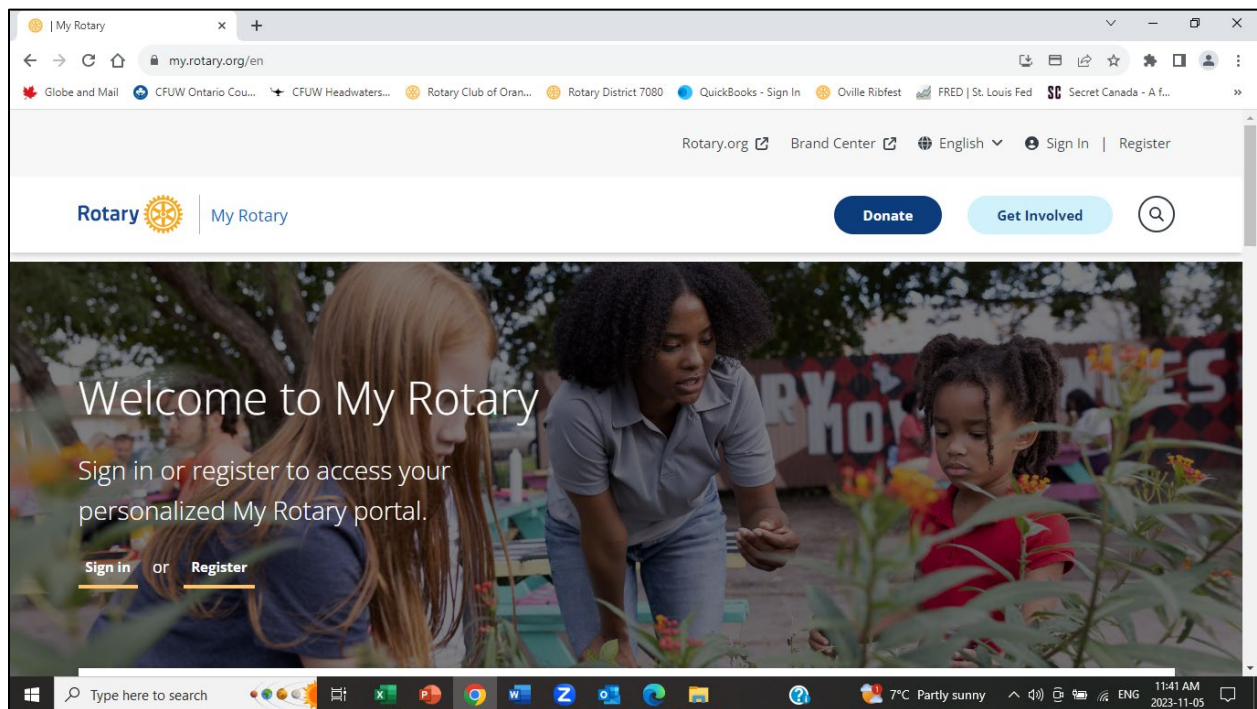 | My Rotary
my.rotary.org/en
Globe and Mail CFUW Ontario Cou... CFUW Headwaters... Rotary Club of Oran... Rotary District 7080 QuickBooks - Sign In Oville Ribfest FRED | St. Louis Fed SC Secret Canada - A f... »
Rotary.org Brand Center English Sign In | Register
Rotary My Rotary Donate Get Involved
Welcome to My Rotary
Sign in or register to access your
personalized My Rotary portal.
Sign in or Register
Type here to search 7°C Partly sunny ENG 11:41 AM
2023-11-05